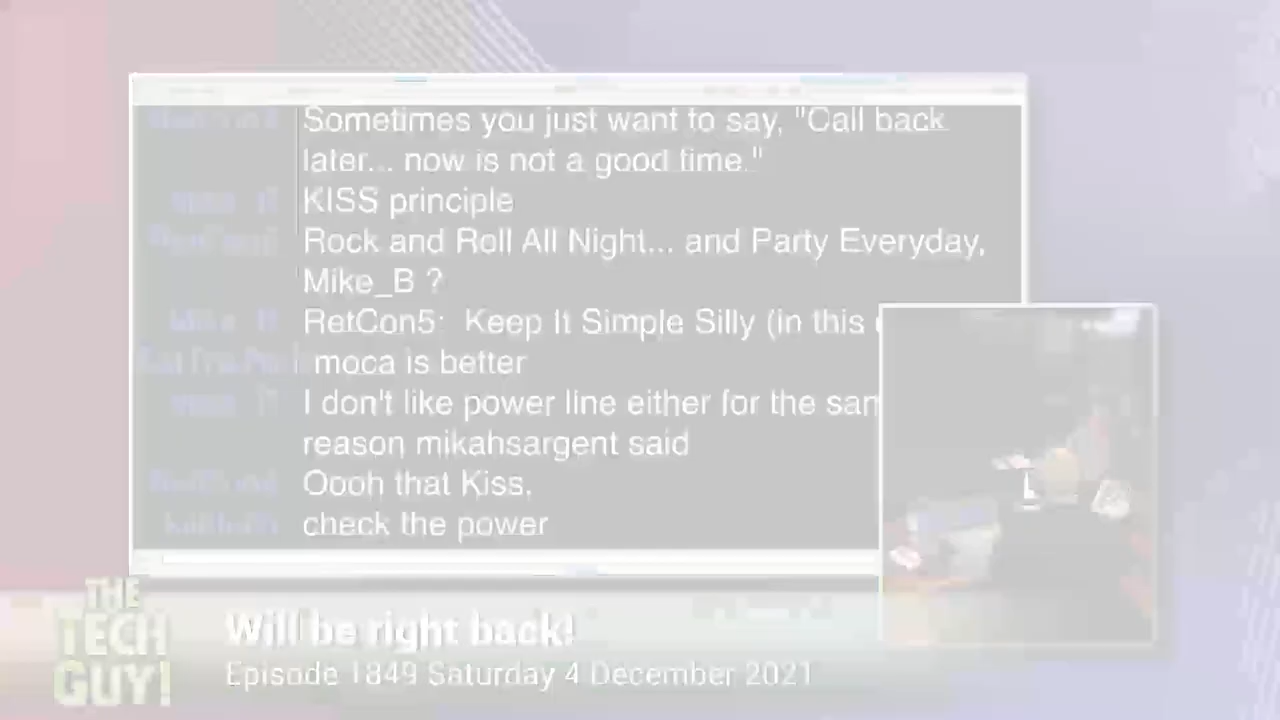 Sometimes you just want to say, "Call back
later... now is not a good time."
KISS principle
Rock and Roll All Night... and Party Everyday,
Mike_B ?
RetCon5: Keep It Simple Silly (in this
moca is better
I don't like power line either for the
reason mikahsargent said
Oooh that Kiss.
check the power
THE
TECH
GUY!
Will be right back!
Episode 1849 Saturday 4 December 2021